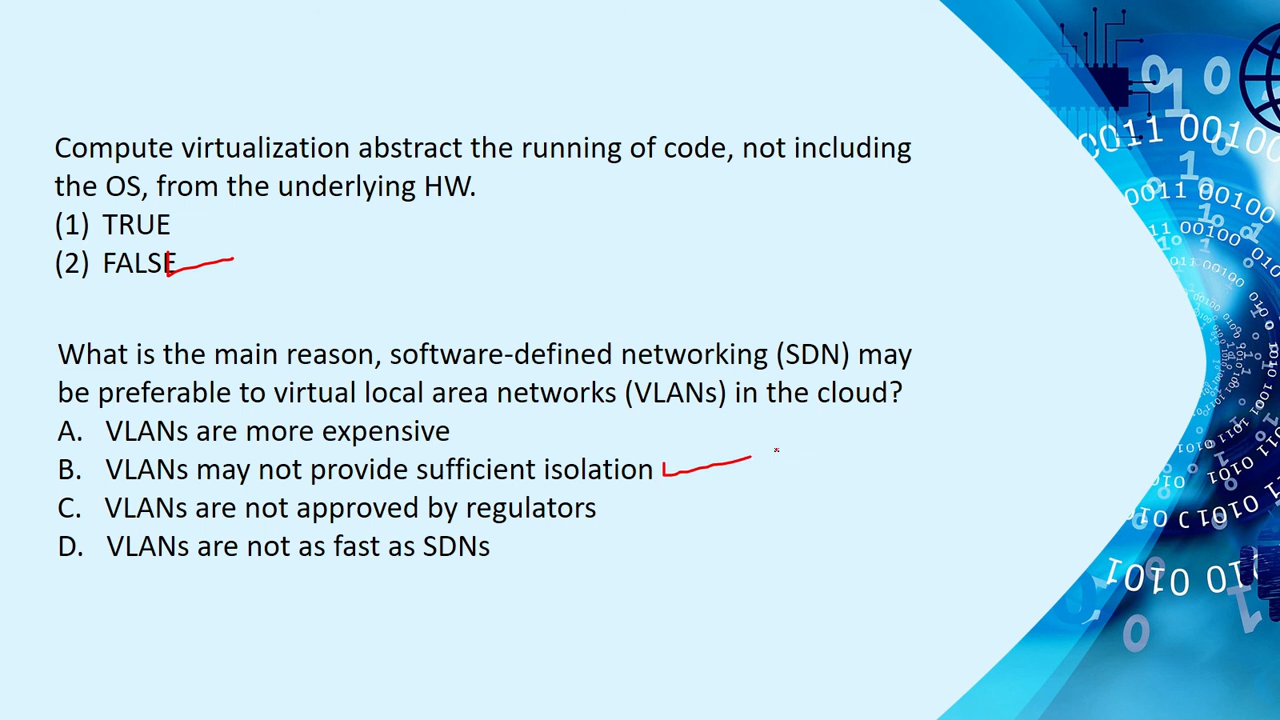 Compute virtualization abstract the running of code, not including
the OS, from the underlying HW.
(1) TRUE
(2) FALSE
What is the main reason, software-defined networking (SDN) may
be preferable to virtual local area networks (VLANs) in the cloud?
A. VLANs are more expensive
B. VLANs may not provide sufficient isolation
C. VLANs are not approved by regulators
D. VLANs are not as fast as SDNs